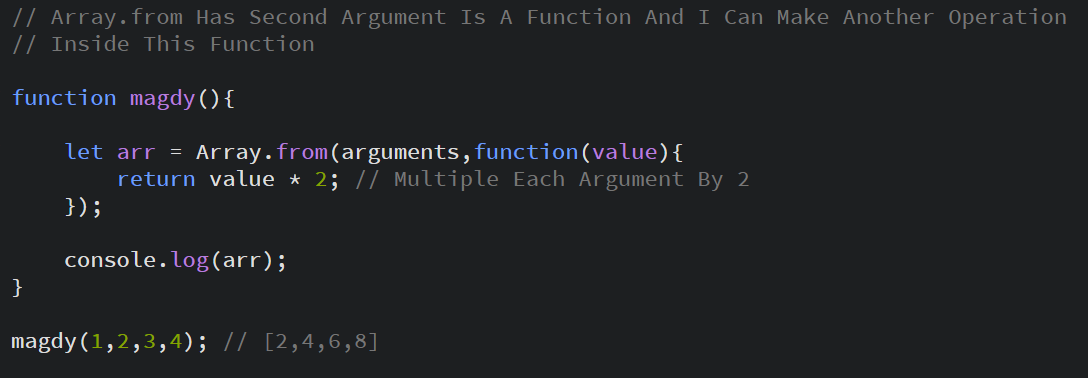 // Array.from Has Second Argument Is A Function And I Can Make Another Operation
// Inside This Function
function magdy(){
let arr = Array.from(arguments,function(value){
return value * 2; // Multiple Each Argument By 2
});
console.log(arr);
}
magdy(1,2,3,4); // [2,4,6,8]